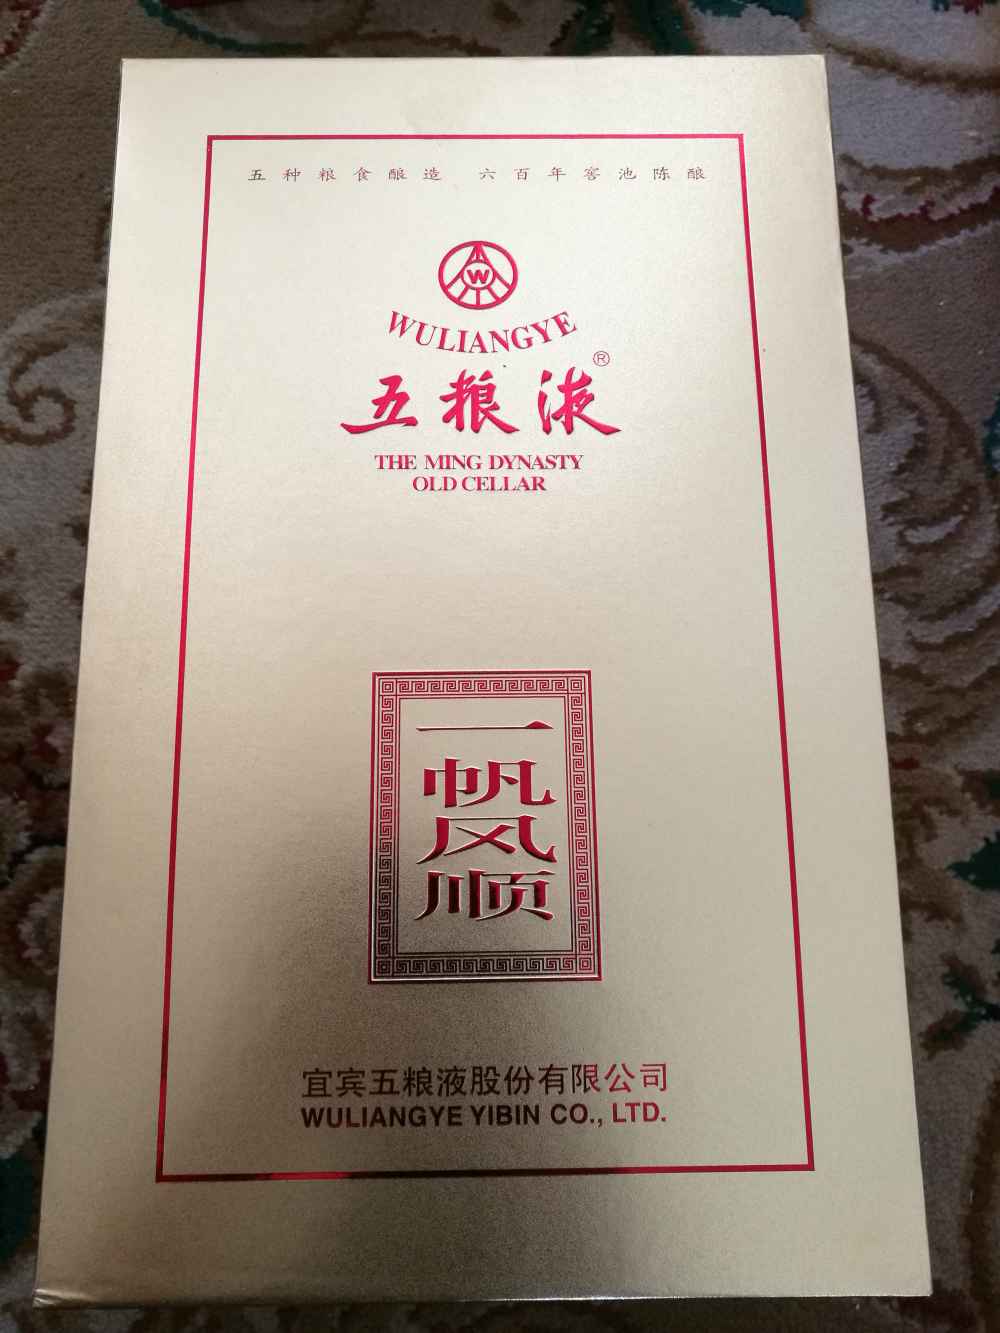 五种粮食酿造 六百年窖池陈酿
W
WULIANGYE
五粮液®
THE MING DYNASTY
OLD CELLAR
一
帆
风
顺
宜宾五粮液股份有限公司
WULIANGYE YIBIN CO., LTD.